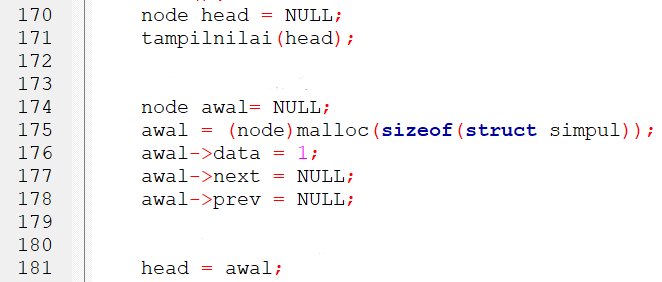 170 node head = NULL;
171 tampilnilai(head);
172
173
174 node awal= NULL;
175 awal = (node)malloc(sizeof(struct simpul));
176 awal->data = 1;
177 awal->next = NULL;
178 awal->prev = NULL;
179
180
181 head = awal;